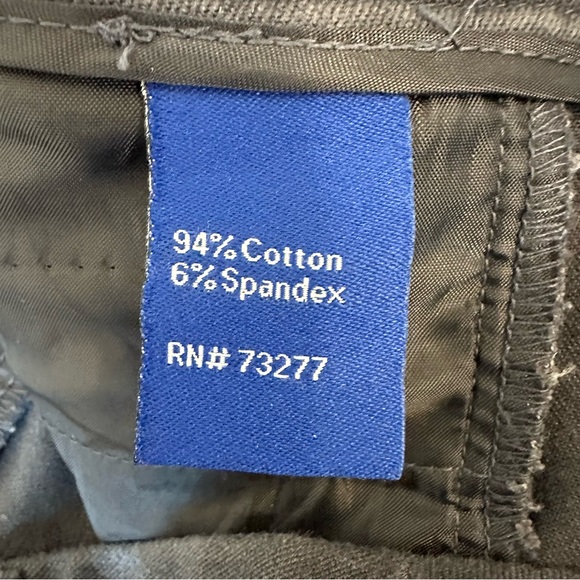 94% Cotton
6% Spandex
RN# 73277